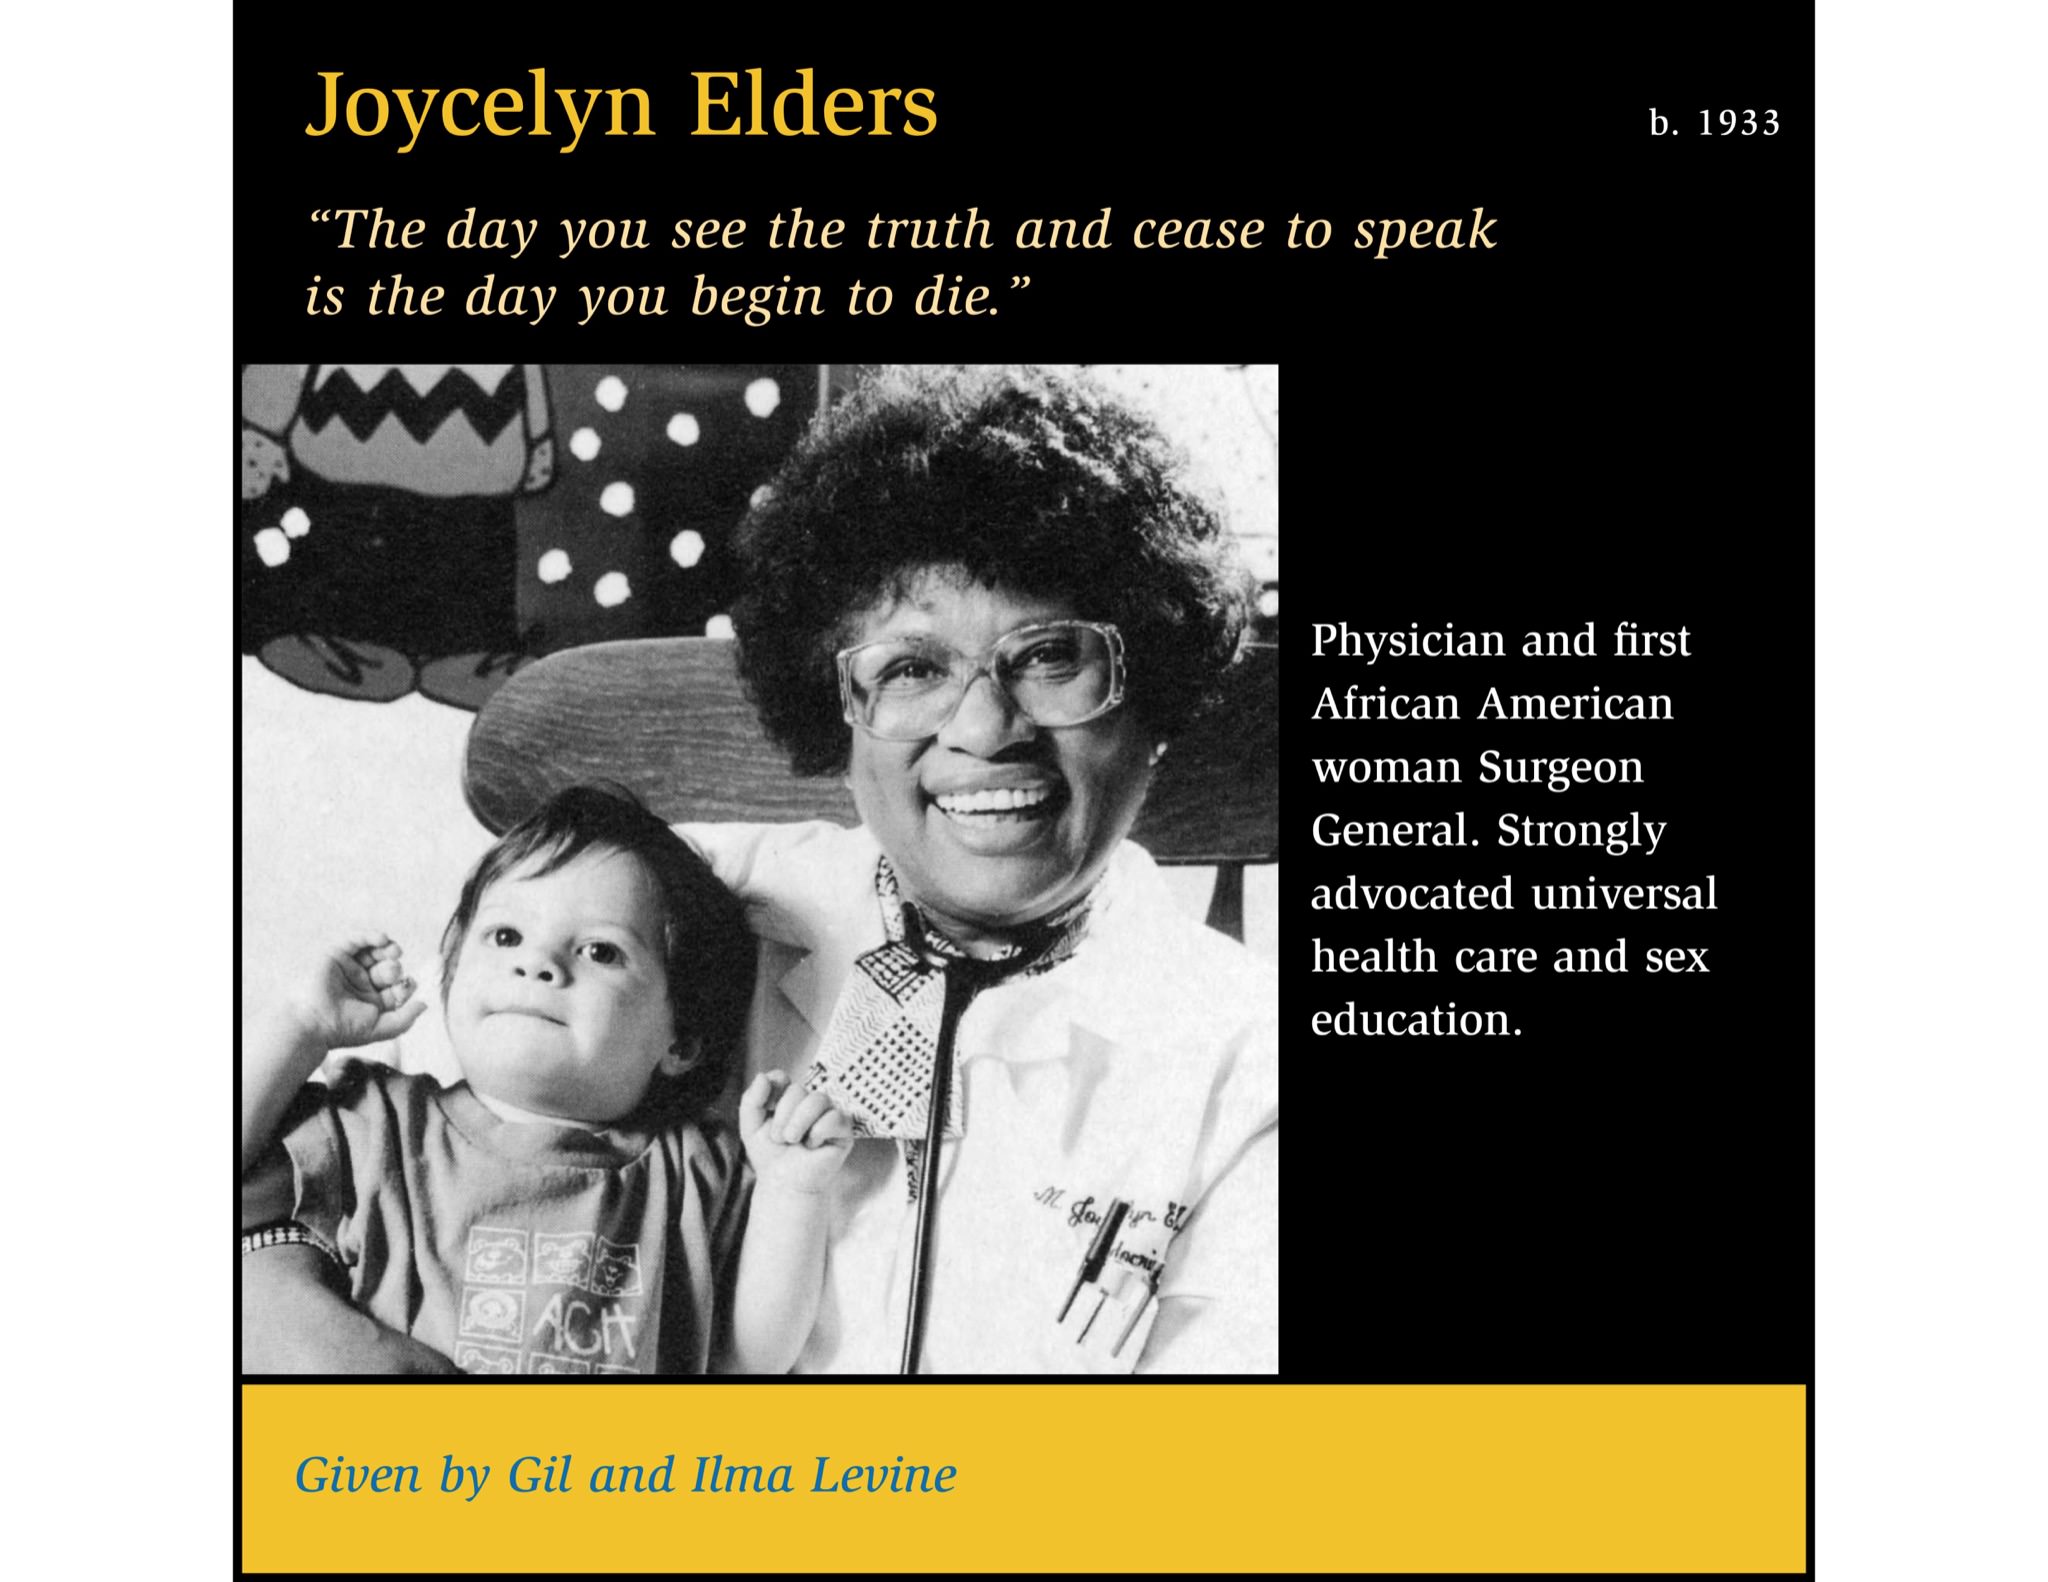 Joycelyn Elders
b. 1933
“The day you see the truth and cease to speak
is the day you begin to die.”
Physician and first
African American
woman Surgeon
General. Strongly
advocated universal
health care and sex
education.
M. Jo
ACH
Given by Gil and Ilma Levine